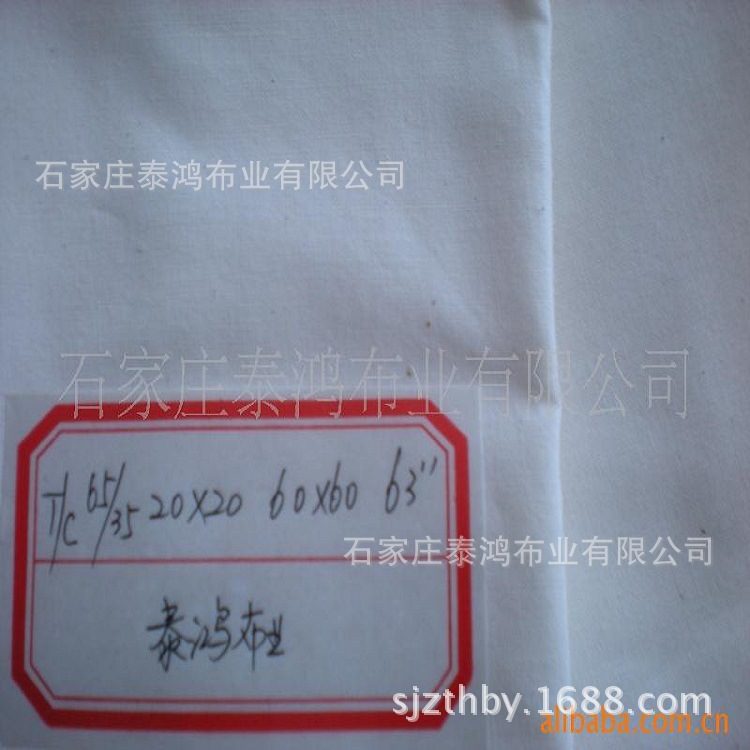 石家庄泰鸿布业有限公司
石家庄泰鸿布业有限公司
T/C 65/35 20X20 60X60 63"
石家庄泰鸿布业有限公司
泰鸿布业
sjzthby.1688.com
alibaba.com.cn